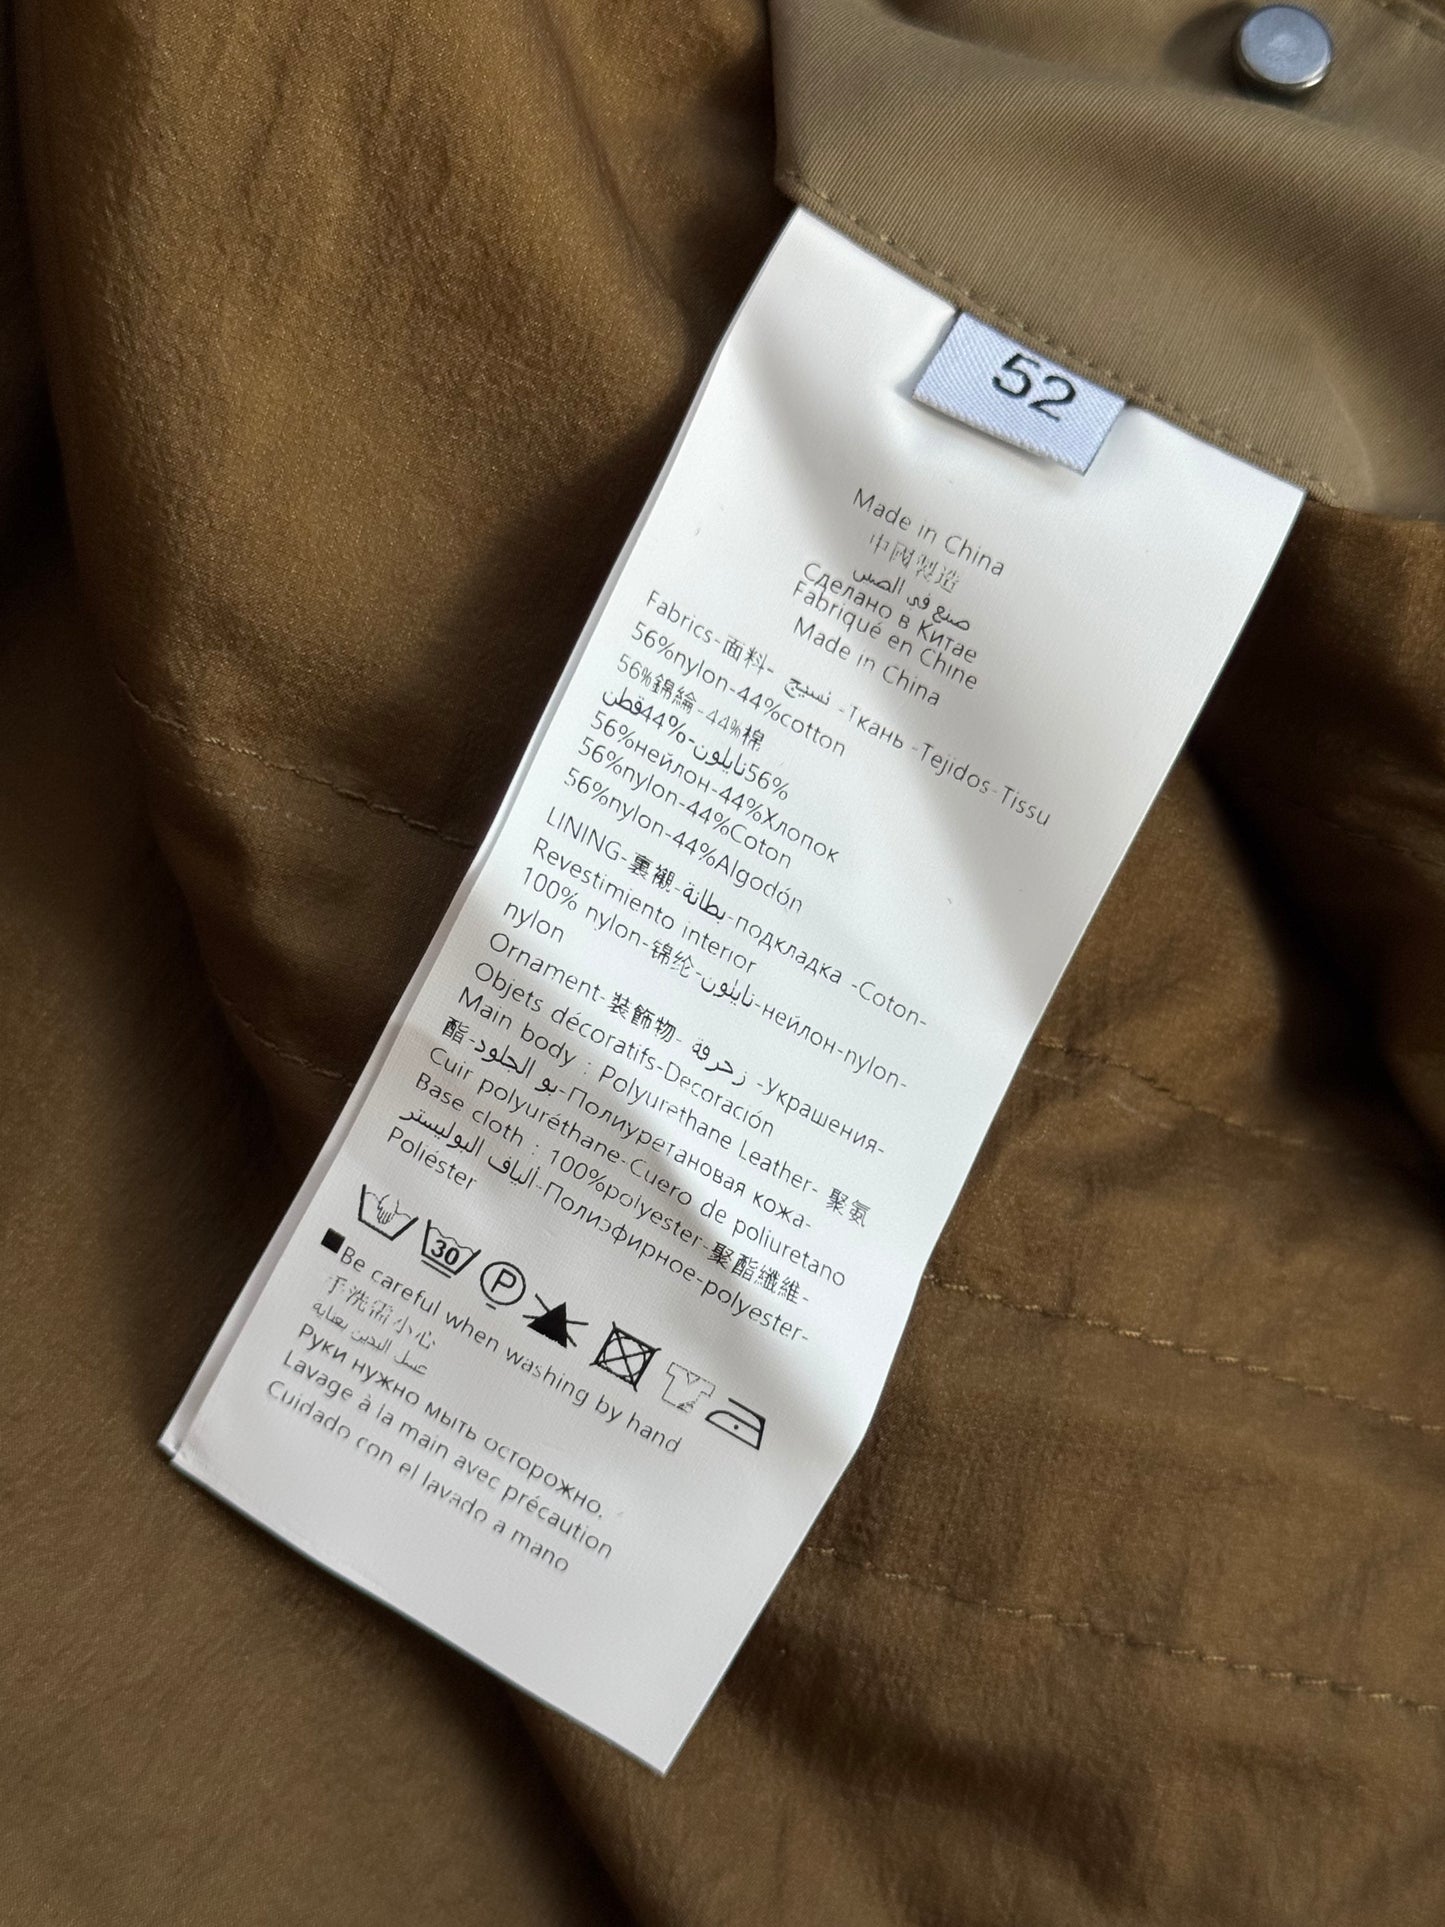 52
Made in China
中國製造
صنع في الصين
Сделано в Китае
Fabriqué en Chine
Made in China
Fabrics-面料- نسيج -Ткань -Tejidos-Tissu
56%nylon-44%cotton
56%錦綸-44%棉
56%نايلون-44%قطن
56%нейлон-44%Хлопок
56%nylon-44%Coton
56%nylon-44%Algodón
LINING-裏襯-بطانة-подкладка -Coton-
Revestimiento interior
100% nylon-锦纶-نايلون-нейлон-nylon-
nylon
Ornament-裝飾物- زخرفة -Украшения-
Objets décoratifs-Decoración
Main body : Polyurethane Leather- 聚氨
酯-بو الجلود-Полиуретановая кожа-
Cuir polyuréthane-Cuero de poliuretano
Base cloth : 100%polyester-聚酯纖維-
ألياف البوليستر-Полиэфирное-polyester-
Poliéster
30
P
Be careful when washing by hand
手洗需小心
غسل اليدين بعناية
Руки нужно мыть осторожно.
Lavage à la main avec précaution
Cuidado con el lavado a mano